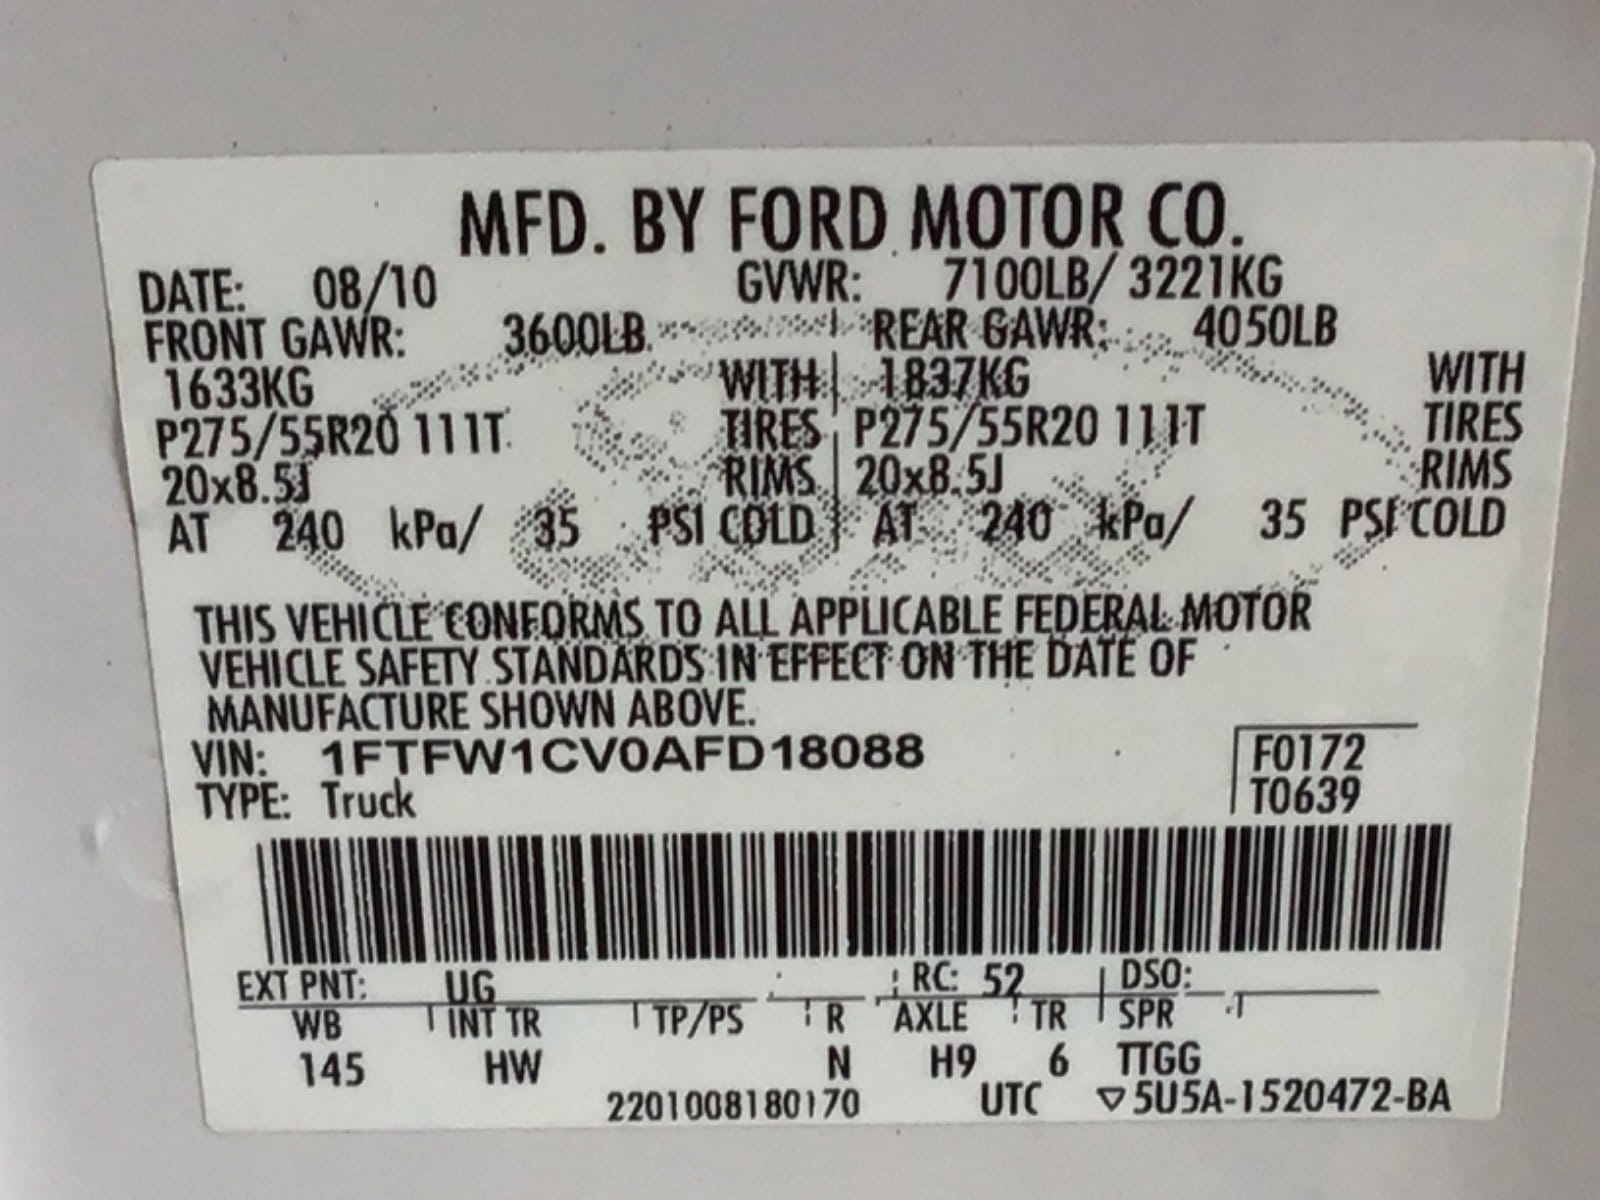 MFD. BY FORD MOTOR CO.
DATE: 08/10 GVWR: 7100LB/ 3221KG
FRONT GAWR: 3600LB REAR GAWR: 4050LB
1633KG WITH 1837KG WITH
P275/55R20 111T TIRES P275/55R20 111T TIRES
20x8.5J RIMS 20x8.5J RIMS
AT 240 kPa/ 35 PSI COLD AT 240 kPa/ 35 PSI COLD
THIS VEHICLE CONFORMS TO ALL APPLICABLE FEDERAL MOTOR
VEHICLE SAFETY STANDARDS IN EFFECT ON THE DATE OF
MANUFACTURE SHOWN ABOVE.
VIN: 1FTFW1CV0AFD18088 F0172
TYPE: Truck T0639
EXT PNT: UG RC: 52 DSO:
WB INT TR TP/PS R AXLE TR SPR
145 HW N H9 6 TTGG
2201008180170 UTC ▽5U5A-1520472-BA